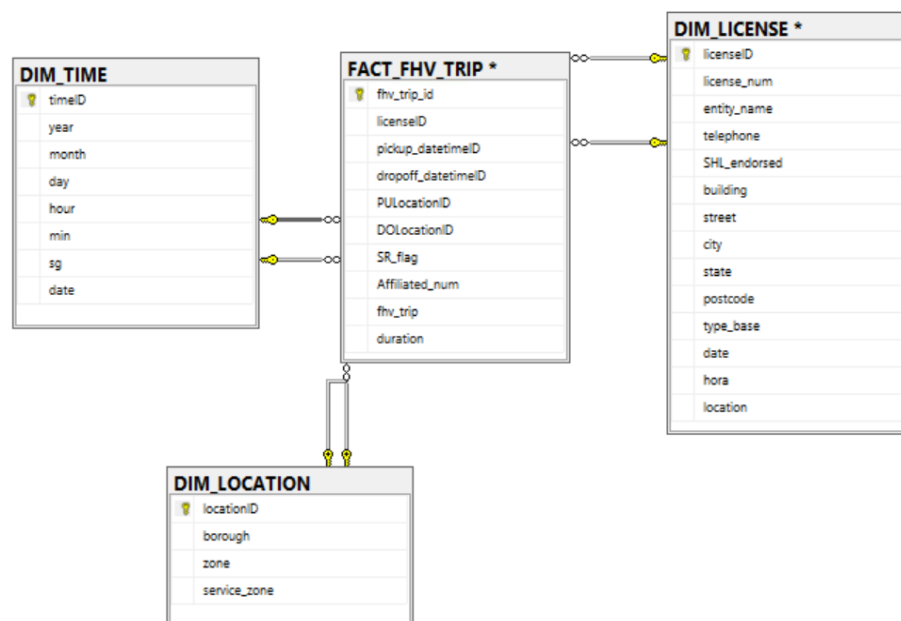 DIM_TIME
timeID
year
month
day
hour
min
sg
date
FACT_FHV_TRIP *
fhv_trip_id
licenseID
pickup_datetimeID
dropoff_datetimeID
PULocationID
DOLocationID
SR_flag
Affiliated_num
fhv_trip
duration
DIM_LICENSE *
licenseID
license_num
entity_name
telephone
SHL_endorsed
building
street
city
state
postcode
type_base
date
hora
location
DIM_LOCATION
locationID
borough
zone
service_zone